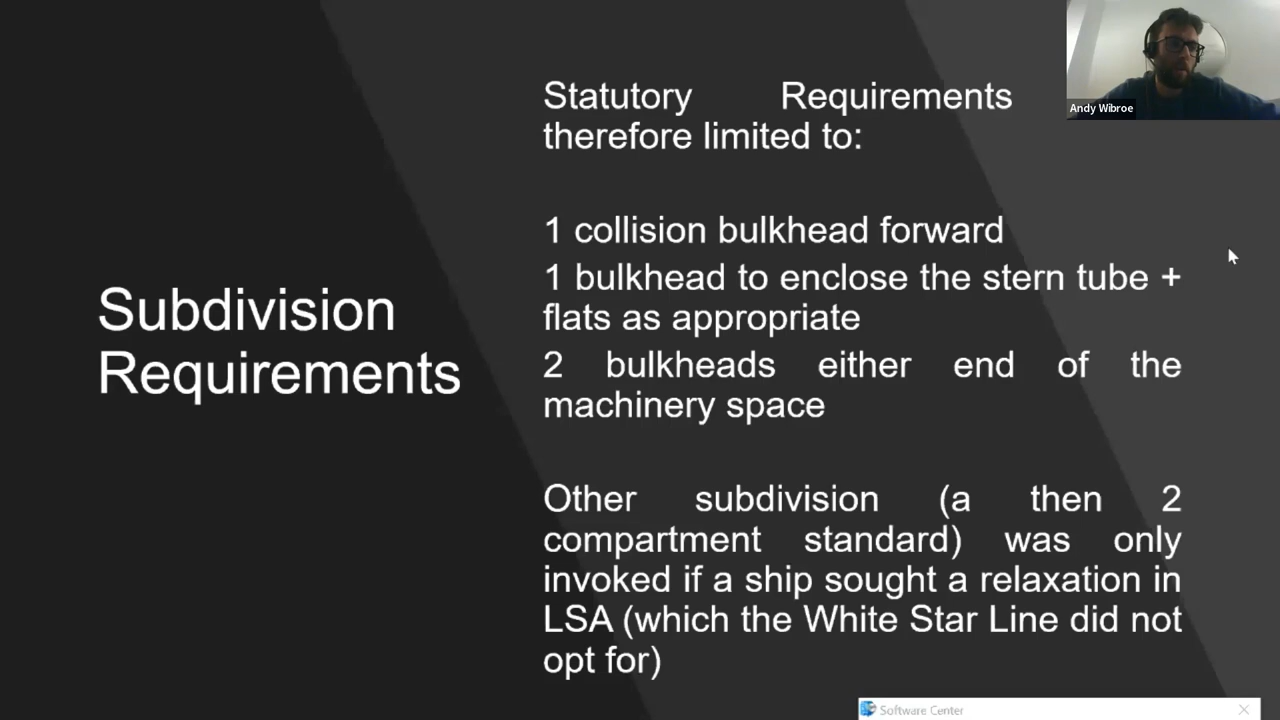 Statutory Requirements
therefore limited to:
1 collision bulkhead forward
1 bulkhead to enclose the stern tube +
flats as appropriate
2 bulkheads either end of the
machinery space
Other subdivision (a then 2
compartment standard) was only
invoked if a ship sought a relaxation in
LSA (which the White Star Line did not
opt for)
Subdivision
Requirements
Andy Wibroe
Software Center